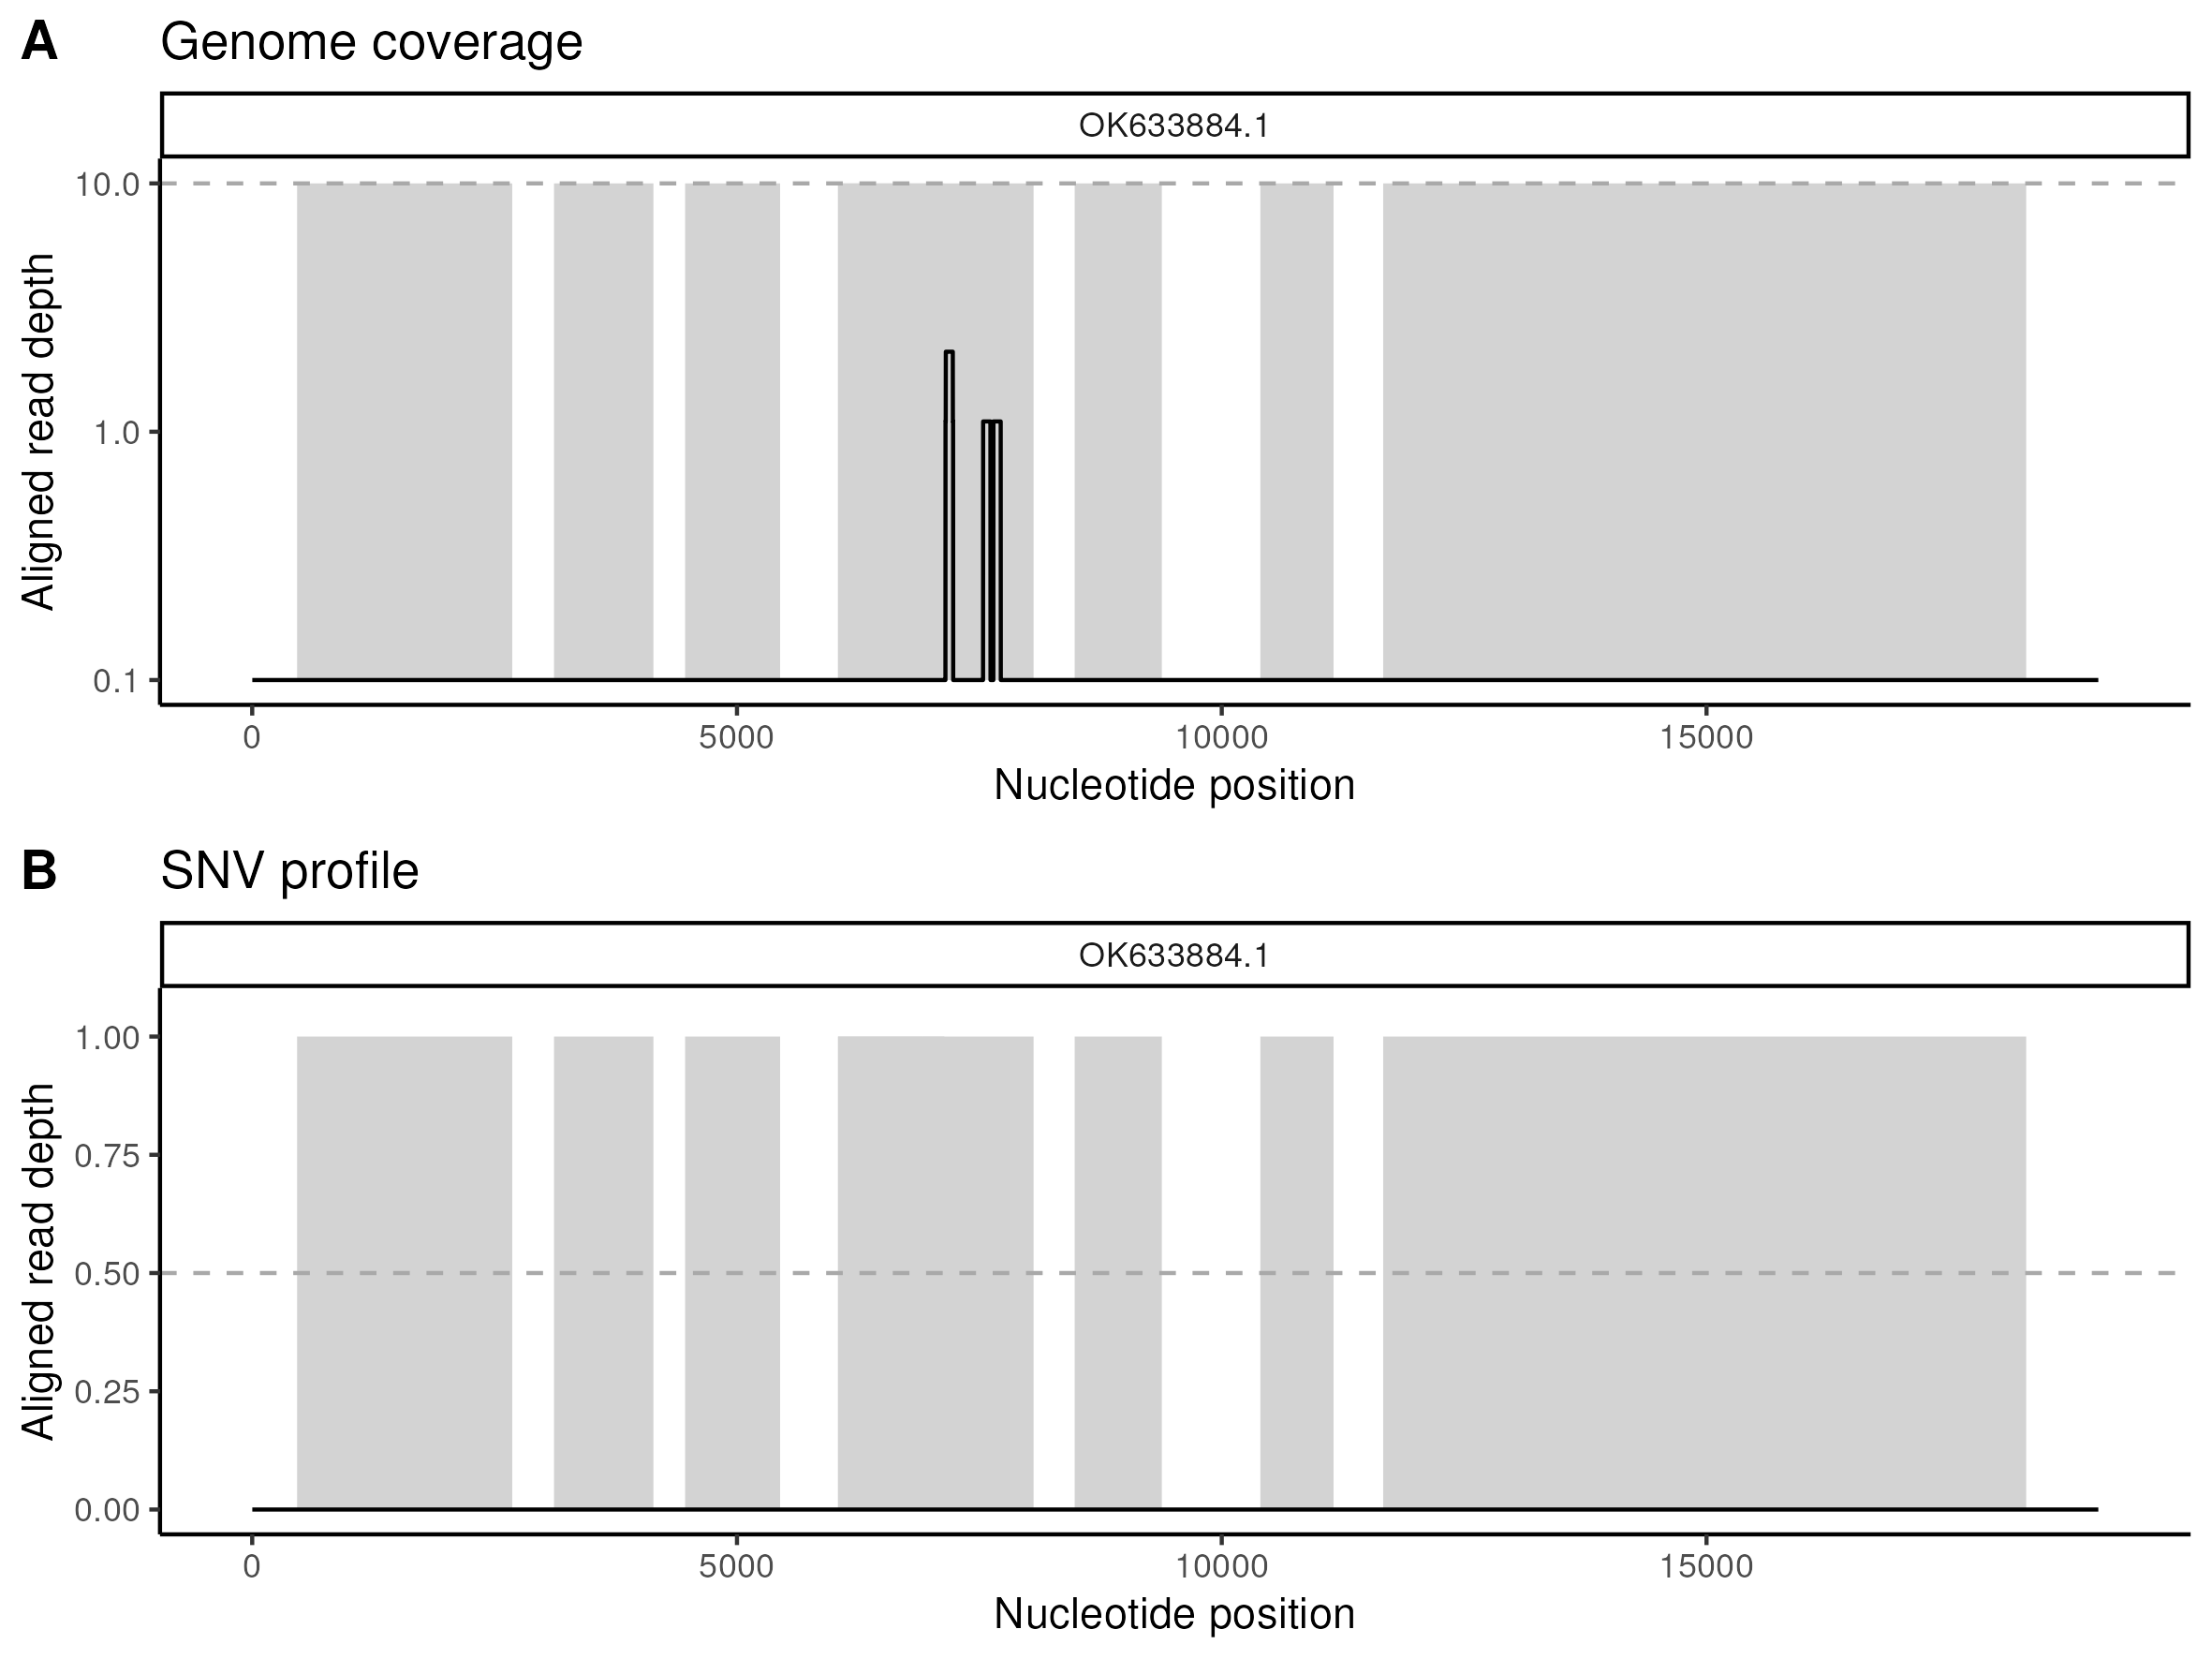 A Genome coverage
OK633884.1
10.0
1.0
0.1
Aligned read depth
0 5000 10000 15000
Nucleotide position
B SNV profile
OK633884.1
1.00
0.75
0.50
0.25
0.00
Aligned read depth
0 5000 10000 15000
Nucleotide position